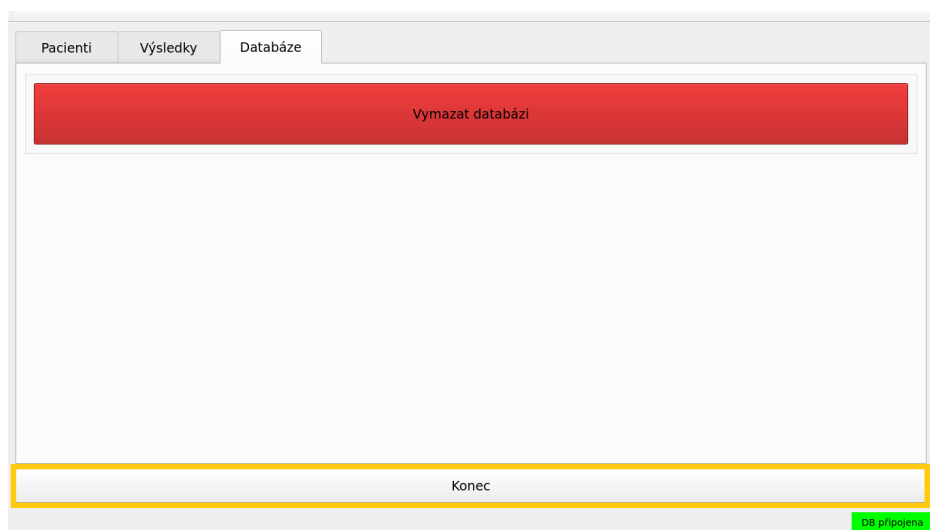 Pacienti
Výsledky
Databáze
Vymazat databázi
Konec
DB připojena